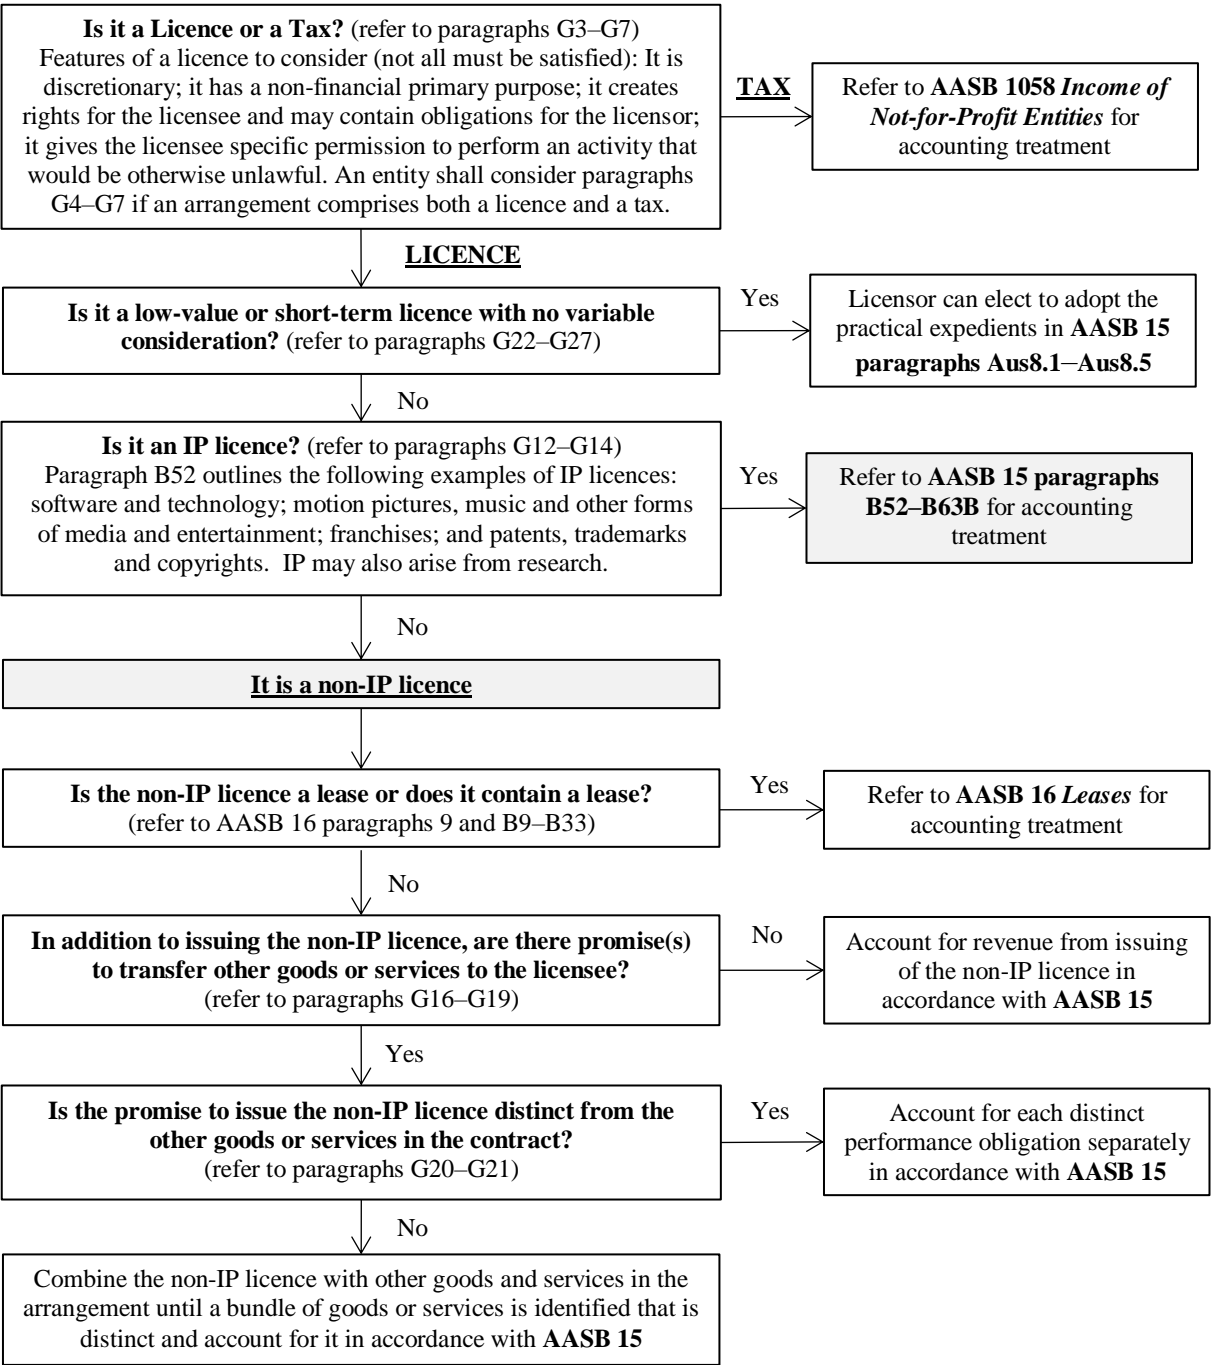 Is it a Licence or a Tax? (refer to paragraphs G3–G7)
Features of a licence to consider (not all must be satisfied): It is
discretionary; it has a non-financial primary purpose; it creates
rights for the licensee and may contain obligations for the licensor;
it gives the licensee specific permission to perform an activity that
would be otherwise unlawful. An entity shall consider paragraphs
G4–G7 if an arrangement comprises both a licence and a tax.
TAX
Refer to AASB 1058 Income of
Not-for-Profit Entities for
accounting treatment
LICENCE
Is it a low-value or short-term licence with no variable
consideration? (refer to paragraphs G22–G27)
Yes
Licensor can elect to adopt the
practical expedients in AASB 15
paragraphs Aus8.1–Aus8.5
No
Is it an IP licence? (refer to paragraphs G12–G14)
Paragraph B52 outlines the following examples of IP licences:
software and technology; motion pictures, music and other forms
of media and entertainment; franchises; and patents, trademarks
and copyrights. IP may also arise from research.
Yes
Refer to AASB 15 paragraphs
B52–B63B for accounting
treatment
No
It is a non-IP licence
Is the non-IP licence a lease or does it contain a lease?
(refer to AASB 16 paragraphs 9 and B9–B33)
Yes
Refer to AASB 16 Leases for
accounting treatment
No
In addition to issuing the non-IP licence, are there promise(s)
to transfer other goods or services to the licensee?
(refer to paragraphs G16–G19)
No
Account for revenue from issuing
of the non-IP licence in
accordance with AASB 15
Yes
Is the promise to issue the non-IP licence distinct from the
other goods or services in the contract?
(refer to paragraphs G20–G21)
Yes
Account for each distinct
performance obligation separately
in accordance with AASB 15
No
Combine the non-IP licence with other goods and services in the
arrangement until a bundle of goods or services is identified that is
distinct and account for it in accordance with AASB 15